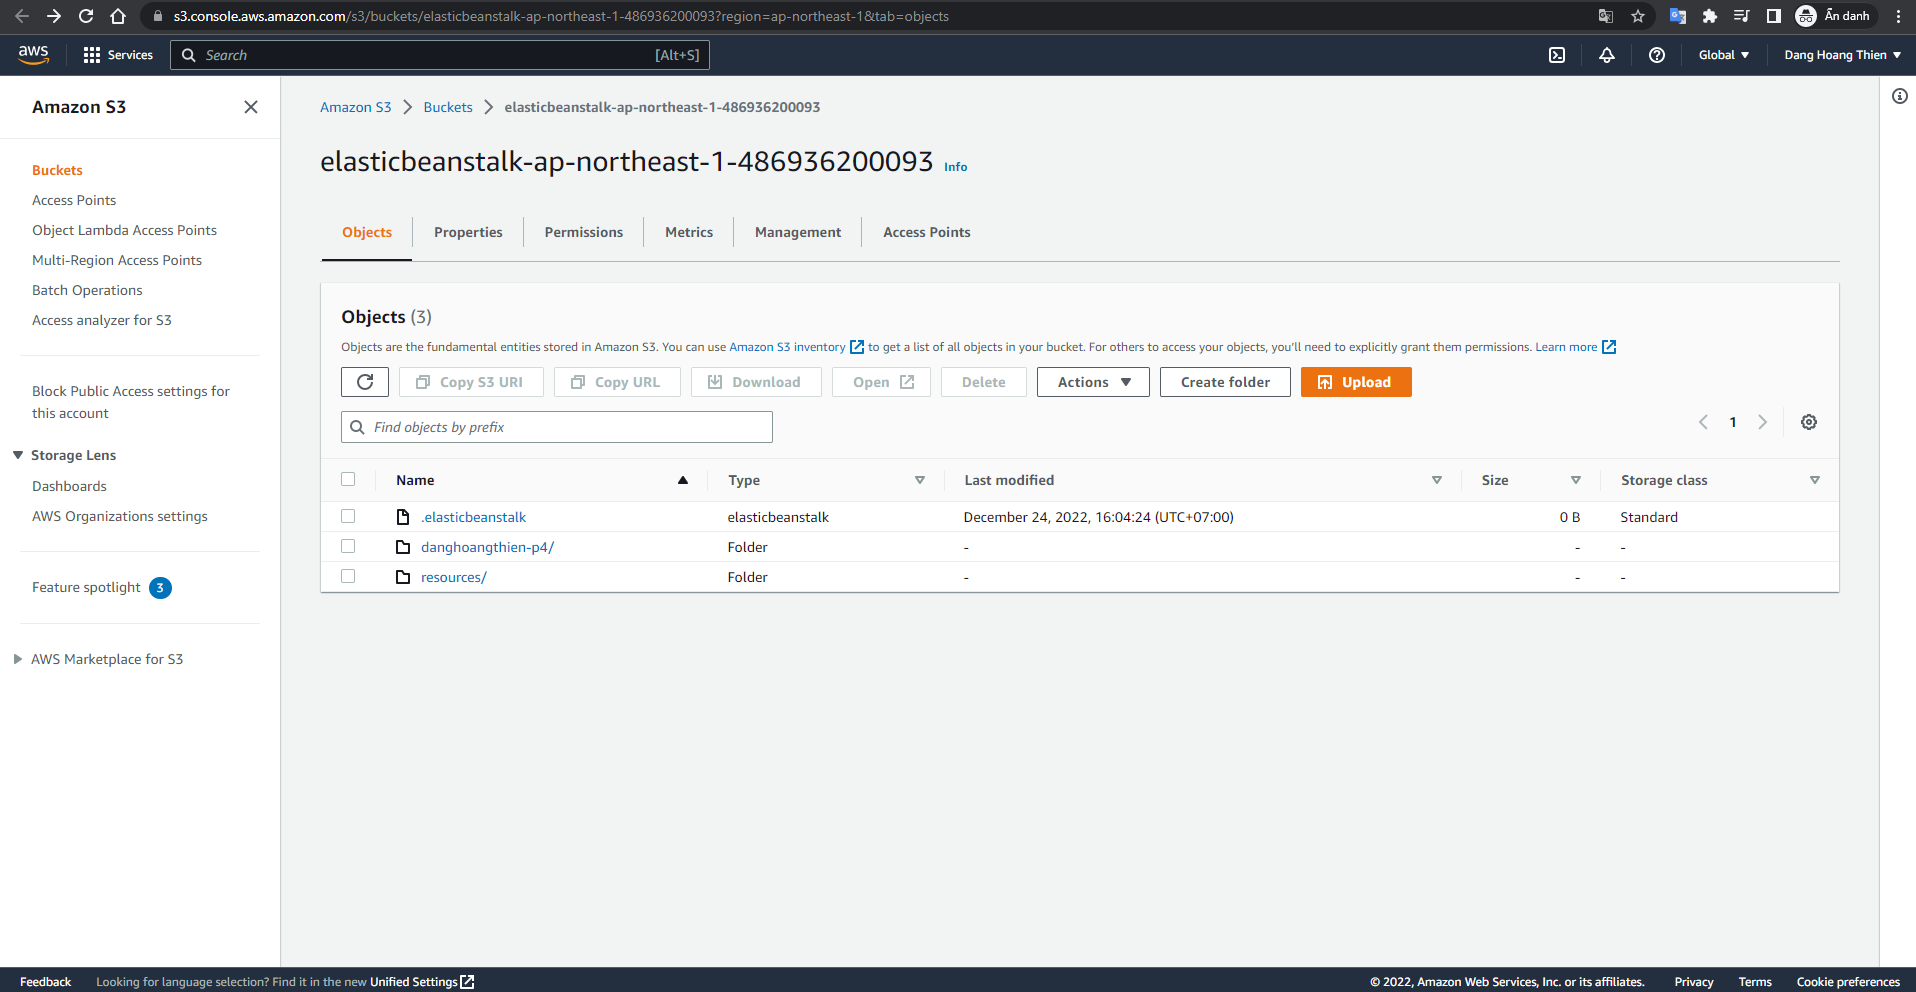 s3.console.aws.amazon.com/s3/buckets/elasticbeanstalk-ap-northeast-1-486936200093?region=ap-northeast-1&tab=objects
Ẩn danh
aws
Services
Search
[Alt+S]
Global
Dang Hoang Thien
Amazon S3
Buckets
Access Points
Object Lambda Access Points
Multi-Region Access Points
Batch Operations
Access analyzer for S3
Block Public Access settings for
this account
Storage Lens
Dashboards
AWS Organizations settings
Feature spotlight 3
AWS Marketplace for S3
Amazon S3 Buckets elasticbeanstalk-ap-northeast-1-486936200093
elasticbeanstalk-ap-northeast-1-486936200093 Info
Objects Properties Permissions Metrics Management Access Points
Objects (3)
Objects are the fundamental entities stored in Amazon S3. You can use Amazon S3 inventory to get a list of all objects in your bucket. For others to access your objects, you'll need to explicitly grant them permissions. Learn more
Copy S3 URI Copy URL Download Open Delete Actions Create folder Upload
Find objects by prefix
1
Name Type Last modified Size Storage class
.elasticbeanstalk elasticbeanstalk December 24, 2022, 16:04:24 (UTC+07:00) 0 B Standard
danghoangthien-p4/ Folder - - -
resources/ Folder - - -
Feedback Looking for language selection? Find it in the new Unified Settings
© 2022, Amazon Web Services, Inc. or its affiliates. Privacy Terms Cookie preferences